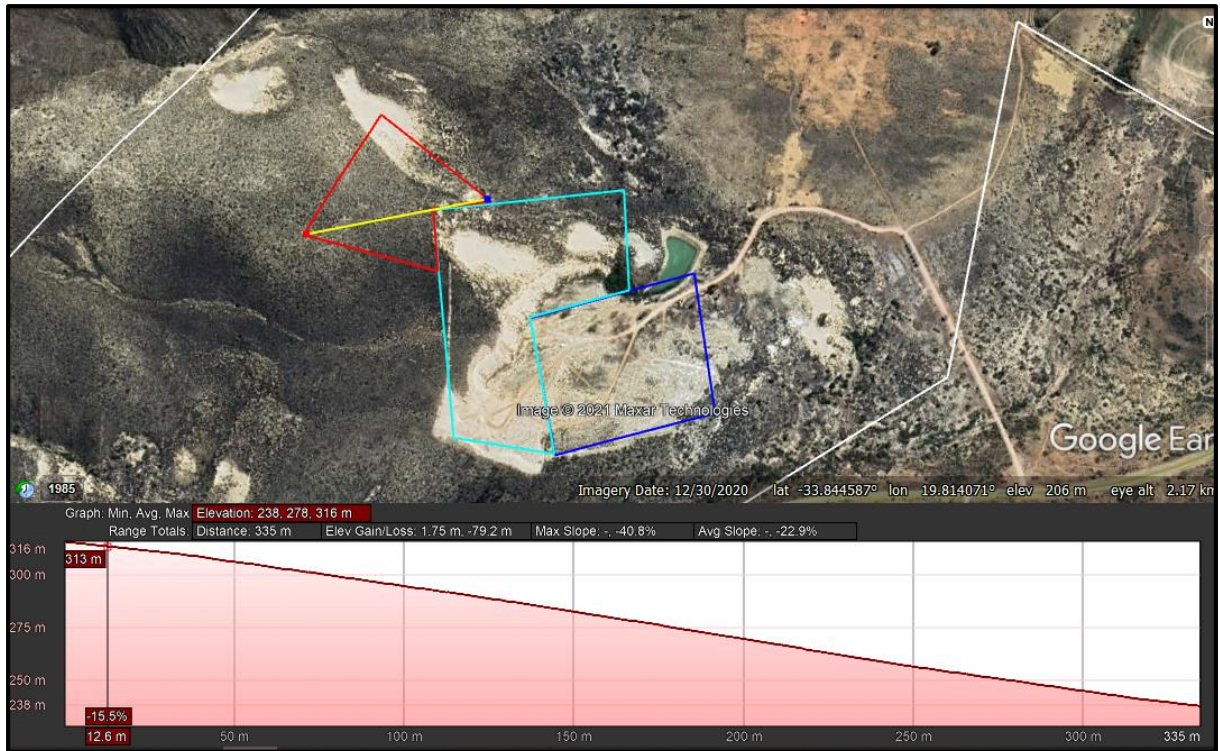 N
Image © 2021 Maxar Technologies
Google Ear
1985
Imagery Date: 12/30/2020 lat -33.844587° lon 19.814071° elev 206 m eye alt 2.17 km
Graph: Min, Avg, Max Elevation: 238, 278, 316 m
Range Totals: Distance: 335 m Elev Gain/Loss: 1.75 m, -79.2 m Max Slope: -, -40.8% Avg Slope: -, -22.9%
316 m
313 m
300 m
275 m
250 m
238 m
-15.5%
12.6 m 50 m 100 m 150 m 200 m 250 m 300 m 335 m